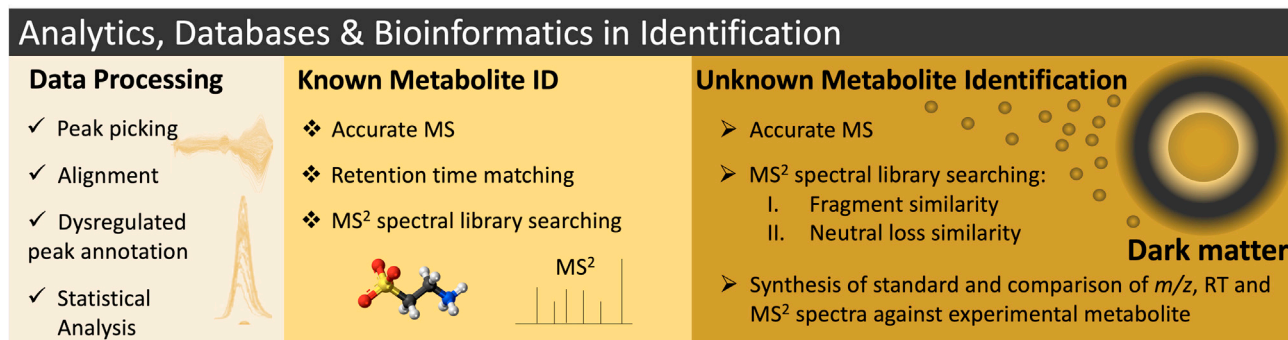 Analytics, Databases & Bioinformatics in Identification
Data Processing
✓ Peak picking
✓ Alignment
✓ Dysregulated
peak annotation
✓ Statistical
Analysis
Known Metabolite ID
❖ Accurate MS
❖ Retention time matching
❖ MS² spectral library searching
MS²
Unknown Metabolite Identification
➢ Accurate MS
➢ MS² spectral library searching:
I. Fragment similarity
II. Neutral loss similarity
Dark matter
➢ Synthesis of standard and comparison of m/z, RT and
MS² spectra against experimental metabolite